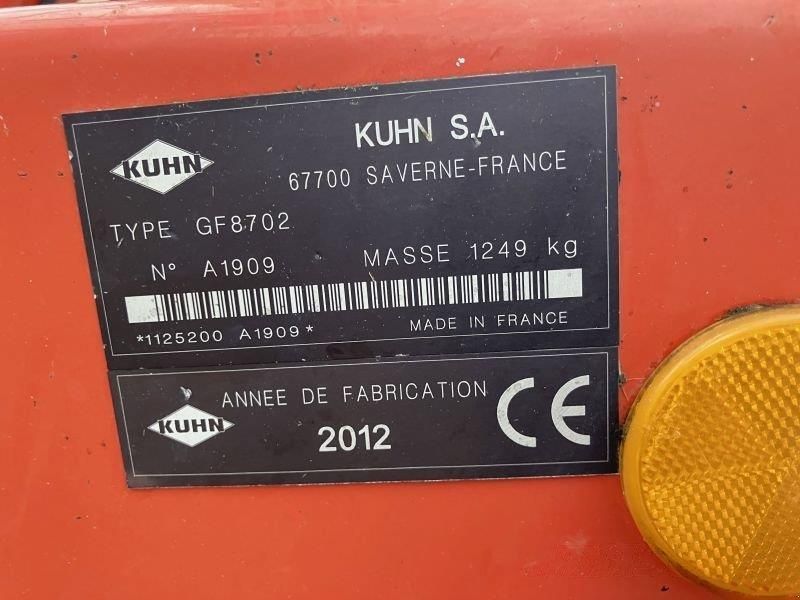 KUHN
KUHN S.A.
67700 SAVERNE-FRANCE
TYPE GF8702
N° A1909
MASSE 1249 kg
*1125200 A1909*
MADE IN FRANCE
KUHN
ANNEE DE FABRICATION
2012
CE